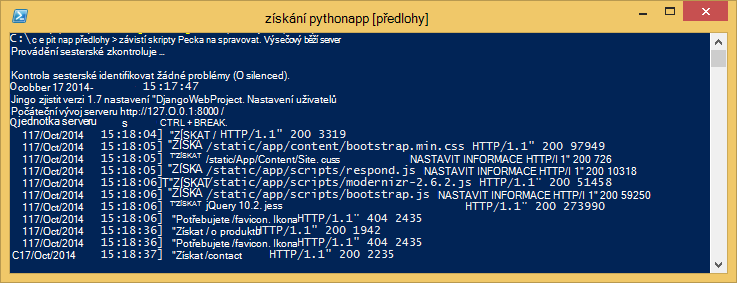 získání pythonapp [předlohy]
C:\c e pit nap předlohy > závistí skripty Pecka na spravovat. Výsečový běží server
Provádění sesterské zkontroluje ...
Kontrola sesterské identifikovat žádné problémy (O silenced).
Ocobber 17 2014- 15:17:47
Jingo zjistit verzi 1.7 nastavení "DjangoWebProject. Nastavení uživatelů
Počáteční vývoj serveru http://127.O.0.1:8000 /
Qjednotka serveru s CTRL + BREAK.
117/Oct/2014 15:18:04] "ZÍSKAT / HTTP/1.1" 200 3319
117/Oct/2014 15:18:05] "ZÍSKA /static/app/content/bootstrap.min.css HTTP/1.1" 200 97949
117/Oct/2014 15:18:05] "ZÍSKAT /static/App/Content/Site. cuss NASTAVIT INFORMACE HTTP/I 1" 200 726
117/Oct/2014 15:18:05] "ZÍSKA /static/app/scripts/respond.js NASTAVIT INFORMACE HTTP/I 1" 200 10318
117/Oct/2014 15:18:06]T"ZÍSKAT/static/app/scripts/modernizr-2.6.2.js HTTP/1.1" 200 51458
117/Oct/2014 15:18:06] "ZÍSKA /static/app/scripts/bootstrap.js NASTAVIT INFORMACE HTTP/I 1" 200 59250
117/Oct/2014 15:18:06] "ZÍSKAT jQuery 10.2. jess HTTP/1.1" 200 273990
117/Oct/2014 15:18:06] "Potřebujete /favicon. Ikona HTTP/1.1" 404 2435
117/Oct/2014 15:18:36] "Získat / o produktu HTTP/1.1" 200 1942
117/Oct/2014 15:18:36] "Potřebujete /favicon. Ikona HTTP/1.1" 404 2435
C17/Oct/2014 15:18:37] "Získat /contact HTTP/1.1" 200 2235